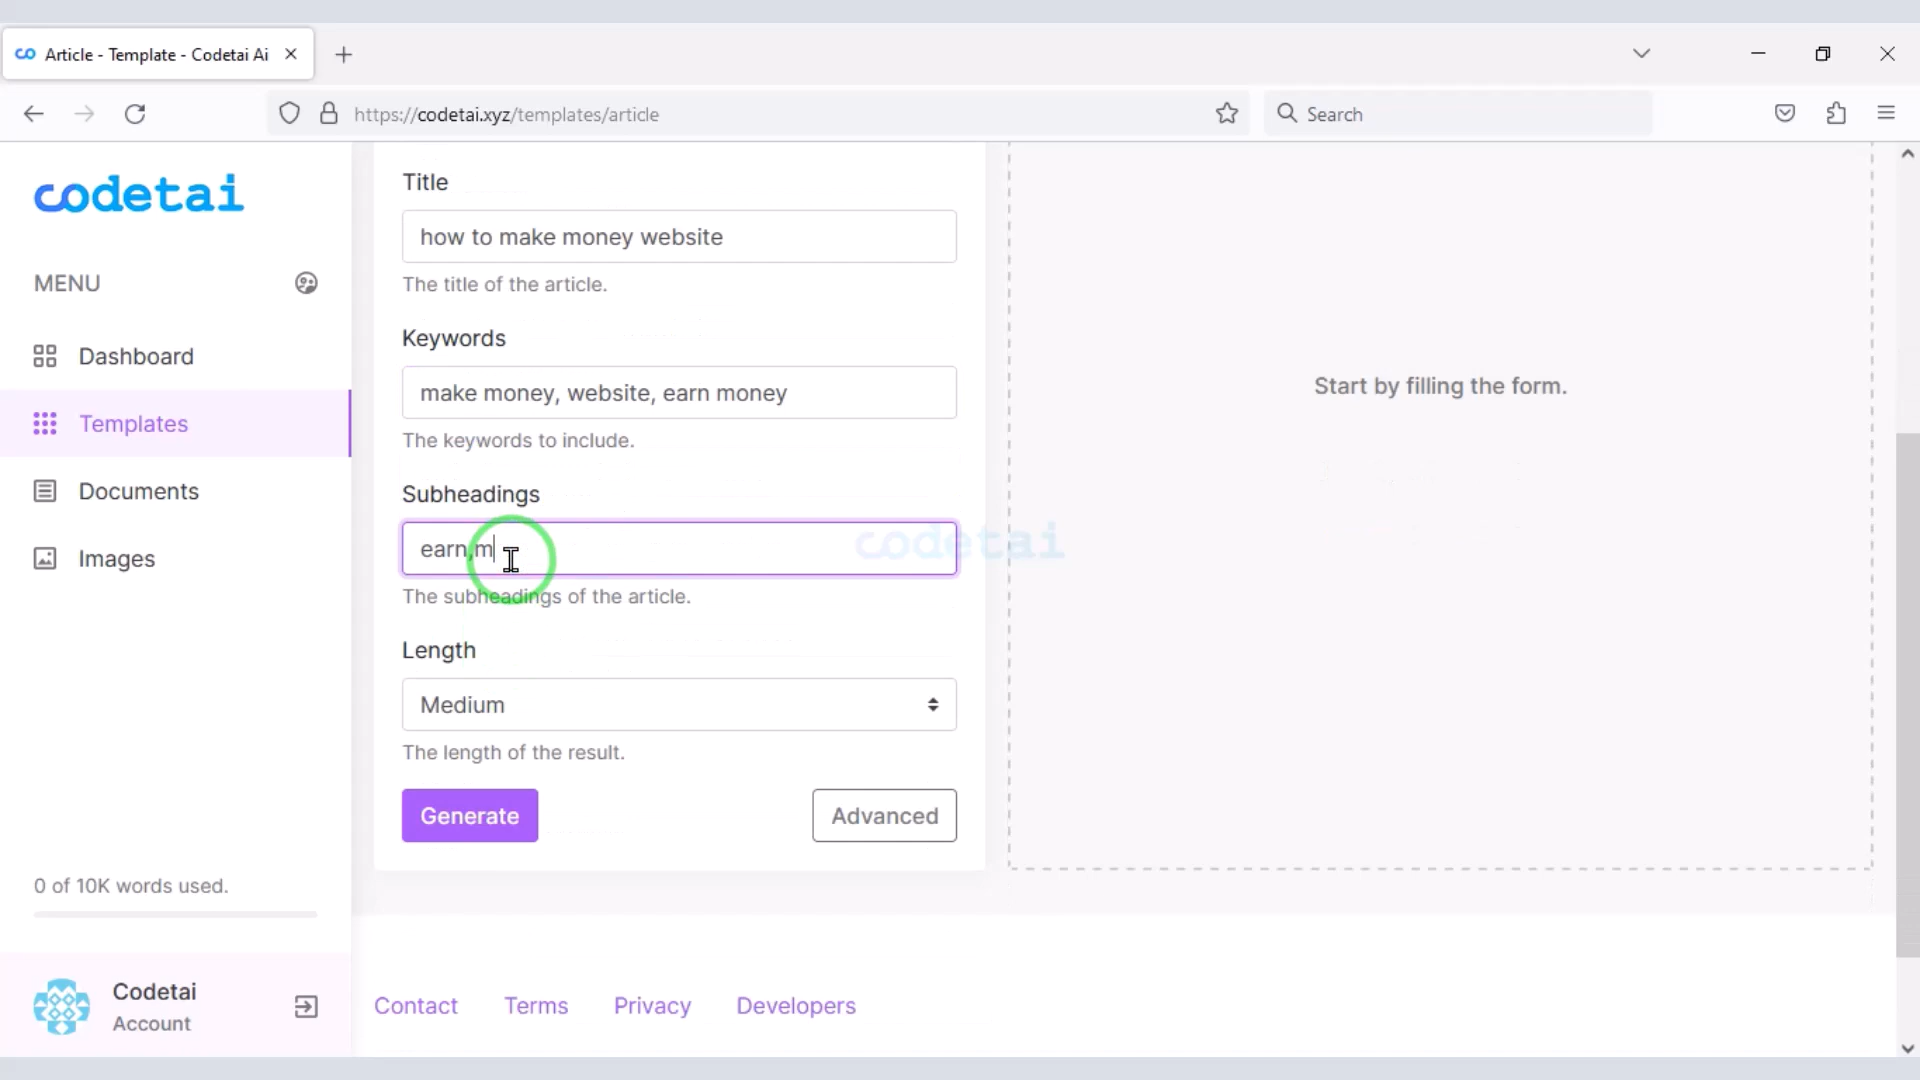 Article - Template - Codetai Ai
https://codetai.xyz/templates/article
Search
codetai
MENU
Dashboard
Templates
Documents
Images
0 of 10K words used.
Codetai
Account
Title
how to make money website
The title of the article.
Keywords
make money, website, earn money
The keywords to include.
Subheadings
earn,m
The subheadings of the article.
Length
Medium
The length of the result.
Generate
Advanced
Start by filling the form.
codetai
Contact
Terms
Privacy
Developers